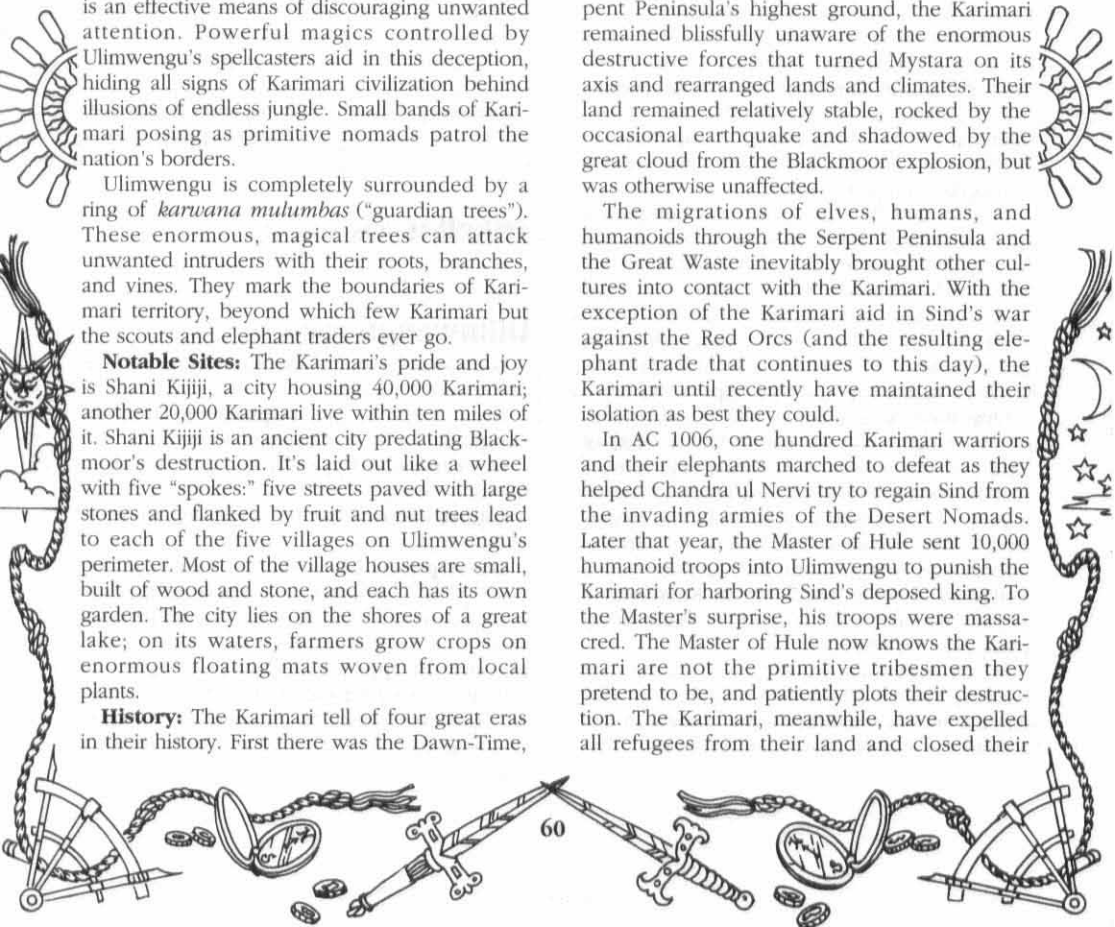 is an effective means of discouraging unwanted
attention. Powerful magics controlled by
Ulimwengu's spellcasters aid in this deception,
hiding all signs of Karimari civilization behind
illusions of endless jungle. Small bands of Kari-
mari posing as primitive nomads patrol the
nation's borders.
Ulimwengu is completely surrounded by a
ring of karwana mulumbas ("guardian trees").
These enormous, magical trees can attack
unwanted intruders with their roots, branches,
and vines. They mark the boundaries of Kari-
mari territory, beyond which few Karimari but
the scouts and elephant traders ever go.
Notable Sites: The Karimari's pride and joy
is Shani Kijiji, a city housing 40,000 Karimari;
another 20,000 Karimari live within ten miles of
it. Shani Kijiji is an ancient city predating Black-
moor's destruction. It's laid out like a wheel
with five "spokes:" five streets paved with large
stones and flanked by fruit and nut trees lead
to each of the five villages on Ulimwengu's
perimeter. Most of the village houses are small,
built of wood and stone, and each has its own
garden. The city lies on the shores of a great
lake; on its waters, farmers grow crops on
enormous floating mats woven from local
plants.
History: The Karimari tell of four great eras
in their history. First there was the Dawn-Time,
pent Peninsula's highest ground, the Karimari
remained blissfully unaware of the enormous
destructive forces that turned Mystara on its
axis and rearranged lands and climates. Their
land remained relatively stable, rocked by the
occasional earthquake and shadowed by the
great cloud from the Blackmoor explosion, but
was otherwise unaffected.
The migrations of elves, humans, and
humanoids through the Serpent Peninsula and
the Great Waste inevitably brought other cul-
tures into contact with the Karimari. With the
exception of the Karimari aid in Sind's war
against the Red Orcs (and the resulting ele-
phant trade that continues to this day), the
Karimari until recently have maintained their
isolation as best they could.
In AC 1006, one hundred Karimari warriors
and their elephants marched to defeat as they
helped Chandra ul Nervi try to regain Sind from
the invading armies of the Desert Nomads.
Later that year, the Master of Hule sent 10,000
humanoid troops into Ulimwengu to punish the
Karimari for harboring Sind's deposed king. To
the Master's surprise, his troops were massa-
cred. The Master of Hule now knows the Kari-
mari are not the primitive tribesmen they
pretend to be, and patiently plots their destruc-
tion. The Karimari, meanwhile, have expelled
all refugees from their land and closed their
60